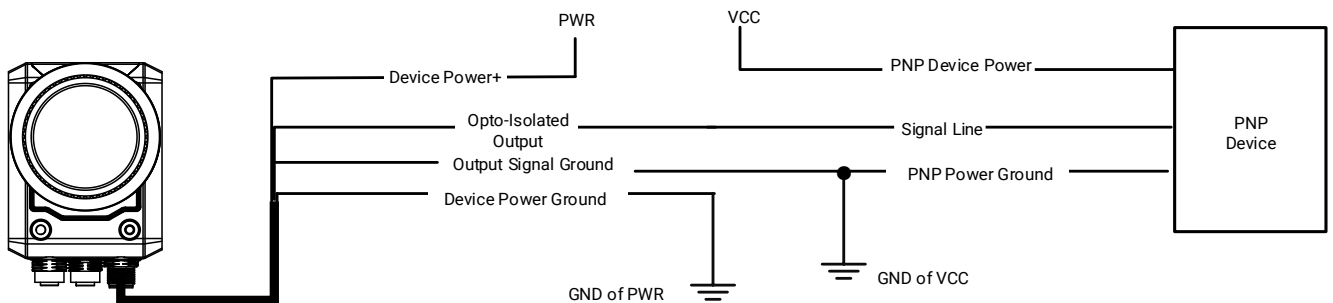 PWR
VCC
Device Power+
PNP Device Power
Opto-Isolated
Output
Signal Line
PNP
Device
Output Signal Ground
PNP Power Ground
Device Power Ground
GND of VCC
GND of PWR